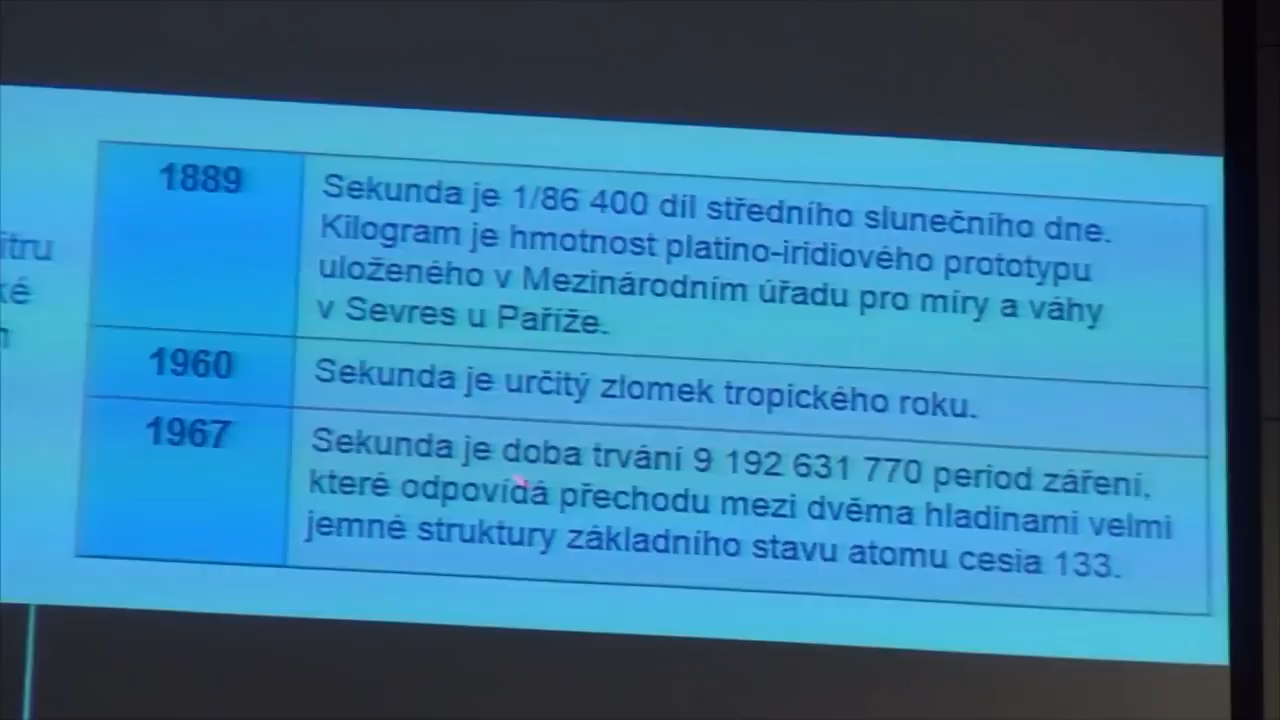 itru
ké
1889
Sekunda je 1/86 400 díl středního slunečního dne.
Kilogram je hmotnost platino-iridiového prototypu
uloženého v Mezinárodním úřadu pro míry a váhy
v Sevres u Paříže.
1960
Sekunda je určitý zlomek tropického roku.
1967
Sekunda je doba trvání 9 192 631 770 period záření,
které odpovídá přechodu mezi dvěma hladinami velmi
jemné struktury základního stavu atomu cesia 133.